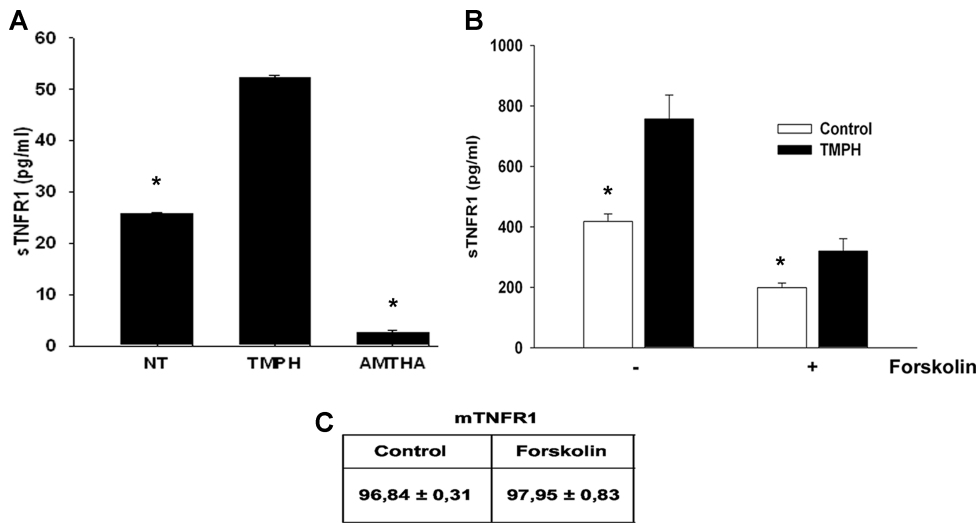 A
60
50
40
30
20
10
0
sTNFR1 (pg/ml)
*
*
NT TMPH AMTHA
B
1000
800
600
400
200
0
sTNFR1 (pg/ml)
Control
TMPH
*
*
- + Forskolin
C
mTNFR1
Control Forskolin
96,84 ± 0,31 97,95 ± 0,83